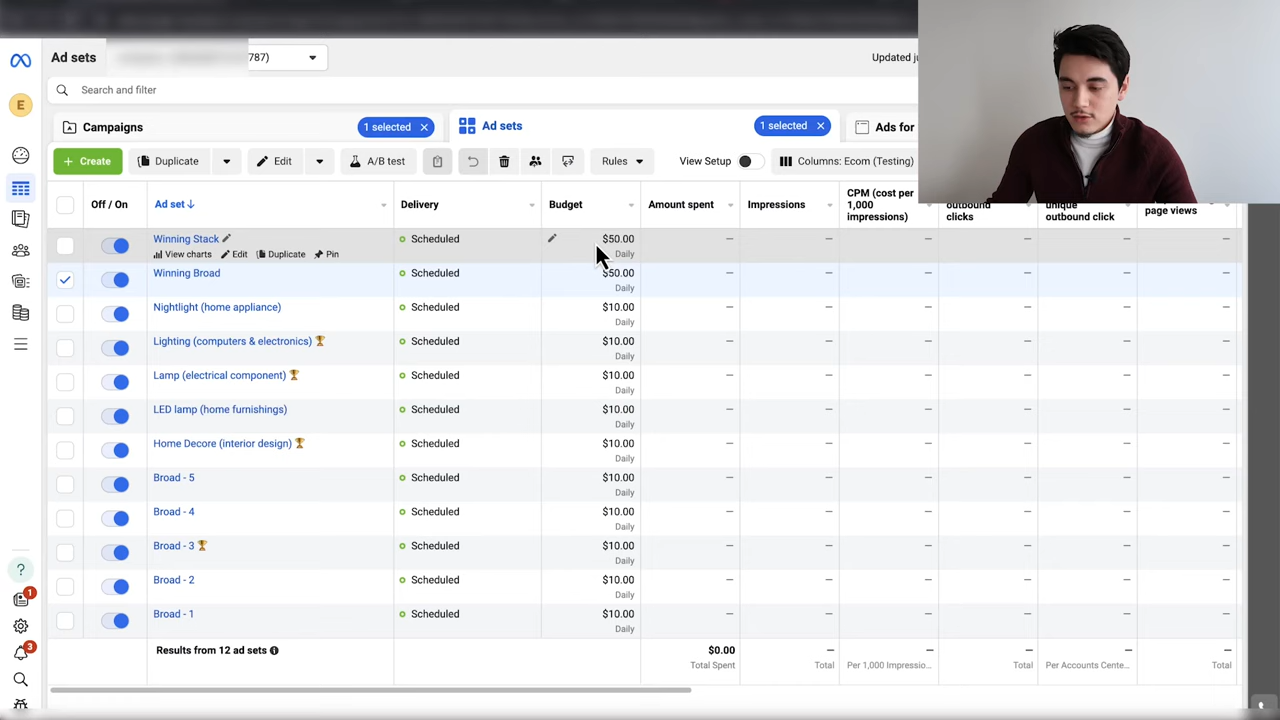 Ad sets
787)
Updated ju
E
Search and filter
Campaigns
1 selected
Ad sets
1 selected
Ads for
+ Create
Duplicate
Edit
A/B test
Rules
View Setup
Columns: Ecom (Testing)
Off / On
Ad set
Delivery
Budget
Amount spent
Impressions
CPM (cost per
1,000
impressions)
outbound
clicks
unique
outbound click
page views
Winning Stack
Scheduled
$50.00
– – – – – –
View charts
Edit
Duplicate
Pin
Daily
Winning Broad
Scheduled
$50.00
– – – – – –
Daily
Nightlight (home appliance)
Scheduled
$10.00
– – – – – –
Daily
Lighting (computers & electronics)
Scheduled
$10.00
– – – – – –
Daily
Lamp (electrical component)
Scheduled
$10.00
– – – – – –
Daily
LED lamp (home furnishings)
Scheduled
$10.00
– – – – – –
Daily
Home Decore (interior design)
Scheduled
$10.00
– – – – – –
Daily
Broad - 5
Scheduled
$10.00
– – – – – –
Daily
Broad - 4
Scheduled
$10.00
– – – – – –
Daily
Broad - 3
Scheduled
$10.00
– – – – – –
Daily
Broad - 2
Scheduled
$10.00
– – – – – –
Daily
Broad - 1
Scheduled
$10.00
– – – – – –
Daily
?
1
3
Results from 12 ad sets
$0.00
– – – – –
Total Spent
Total
Per 1,000 Impressio...
Total
Per Accounts Cente...
Total